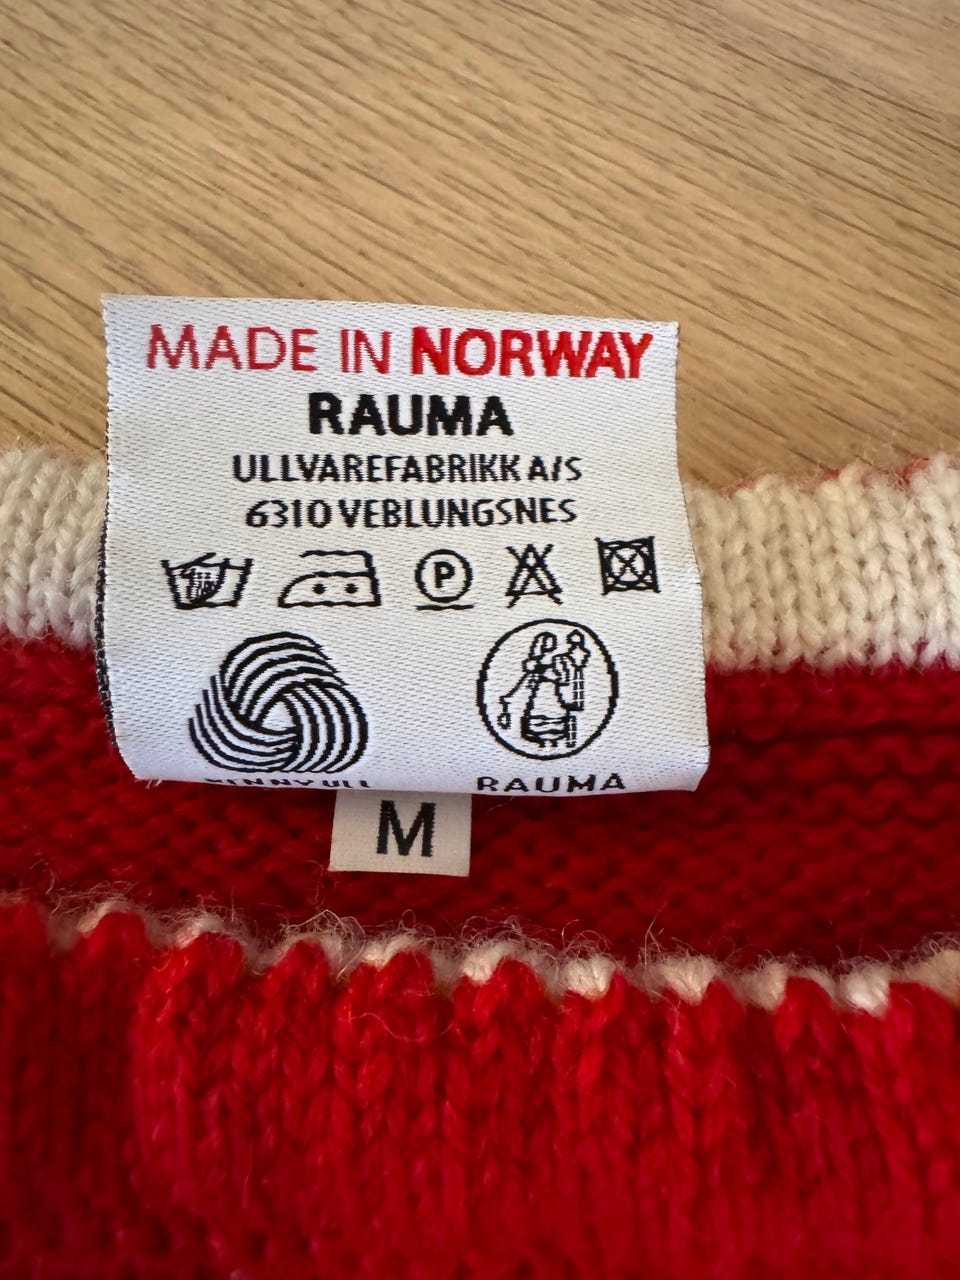 MADE IN NORWAY
RAUMA
ULLVAREFABRIKK A/S
6310 VEBLUNGSNES
P
RAUMA
M